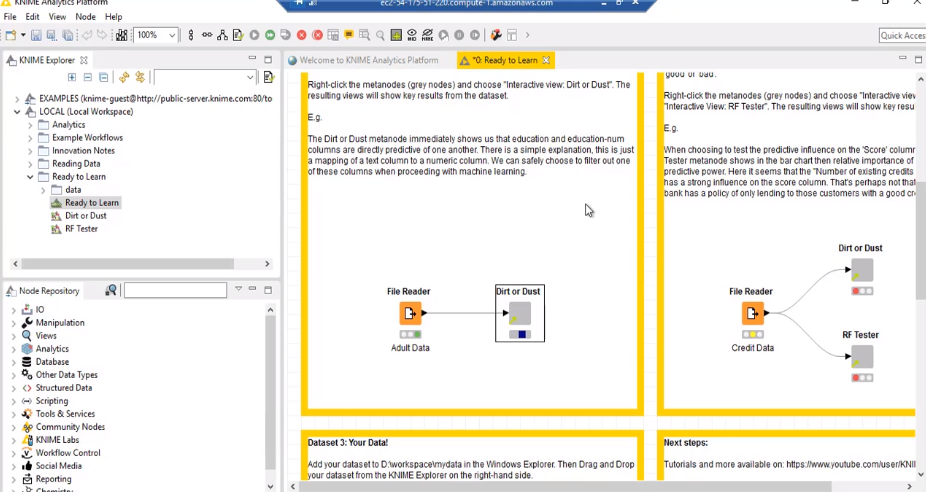 KNIME Analytics Platform
ec2-54-175-51-220.compute-1.amazonaws.com
File Edit View Node Help
100%
Quick Acces
KNIME Explorer
EXAMPLES (knime-guest@http://public-server.knime.com:80/to
LOCAL (Local Workspace)
Analytics
Example Workflows
Innovation Notes
Reading Data
Ready to Learn
data
Ready to Learn
Dirt or Dust
RF Tester
Node Repository
IO
Manipulation
Views
Analytics
Database
Other Data Types
Structured Data
Scripting
Tools & Services
Community Nodes
KNIME Labs
Workflow Control
Social Media
Reporting
Chemistry
Welcome to KNIME Analytics Platform
*0: Ready to Learn
Right-click the metanodes (grey nodes) and choose "Interactive view: Dirt or Dust". The
resulting views will show key results from the dataset.
E.g.
The Dirt or Dust metanode immediately shows us that education and education-num
columns are directly predictive of one another. There is a simple explanation, this is just
a mapping of a text column to a numeric column. We can safely choose to filter out one
of these columns when proceeding with machine learning.
File Reader
Adult Data
Dirt or Dust
good or bad.
Right-click the metanodes (grey nodes) and choose "Interactive view
"Interactive View: RF Tester". The resulting views will show key resu
E.g.
When choosing to test the predictive influence on the 'Score' column
Tester metanode shows in the bar chart then relative importance of
predictive power. Here it seems that the "Number of existing credits
has a strong influence on the score column. That's perhaps not that
bank has a policy of only lending to those customers with a good cr
File Reader
Credit Data
Dirt or Dust
RF Tester
Dataset 3: Your Data!
Add your dataset to D:\workspace\mydata in the Windows Explorer. Then Drag and Drop
your dataset from the KNIME Explorer on the right-hand side.
Next steps:
Tutorials and more available on: https://www.youtube.com/user/KNI